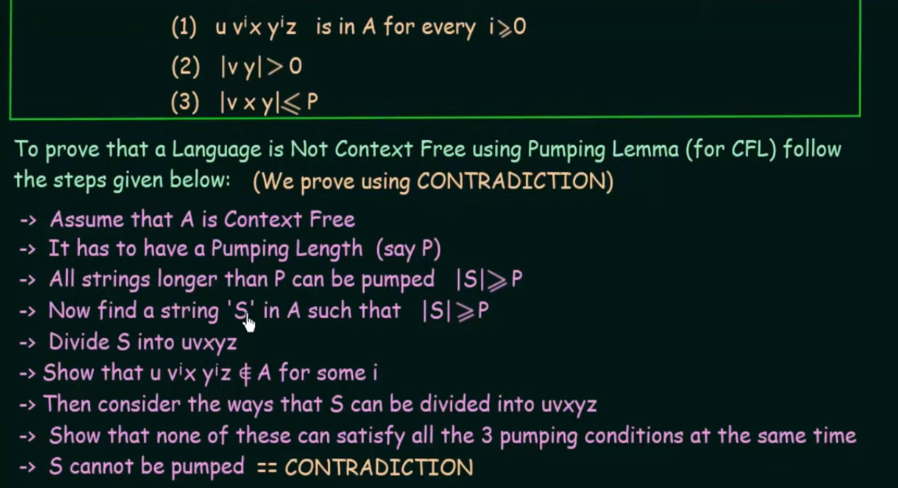 (1) u vⁱx yⁱz is in A for every i⩾0
(2) |v y| > 0
(3) |v x y| ⩽ P
To prove that a Language is Not Context Free using Pumping Lemma (for CFL) follow
the steps given below: (We prove using CONTRADICTION)
-> Assume that A is Context Free
-> It has to have a Pumping Length (say P)
-> All strings longer than P can be pumped |S|⩾P
-> Now find a string 'S' in A such that |S|⩾P
-> Divide S into uvxyz
-> Show that u vⁱx yⁱz ∉ A for some i
-> Then consider the ways that S can be divided into uvxyz
-> Show that none of these can satisfy all the 3 pumping conditions at the same time
-> S cannot be pumped == CONTRADICTION